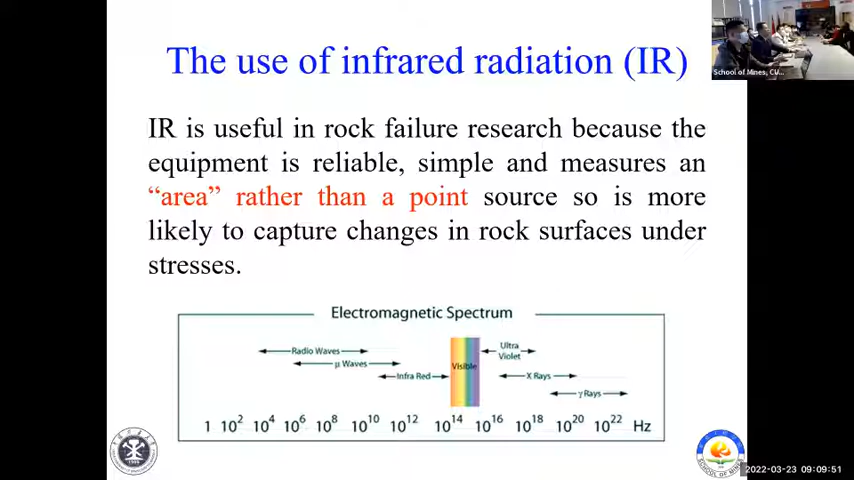 The use of infrared radiation (IR)
School of Mines, CU...
IR is useful in rock failure research because the
equipment is reliable, simple and measures an
“area” rather than a point source so is more
likely to capture changes in rock surfaces under
stresses.
Electromagnetic Spectrum
Radio Waves
μ Waves
Infra Red
Visible
Ultra
Violet
X Rays
γ Rays
1 10² 10⁴ 10⁶ 10⁸ 10¹⁰ 10¹² 10¹⁴ 10¹⁶ 10¹⁸ 10²⁰ 10²² Hz
2022-03-23 09:09:51